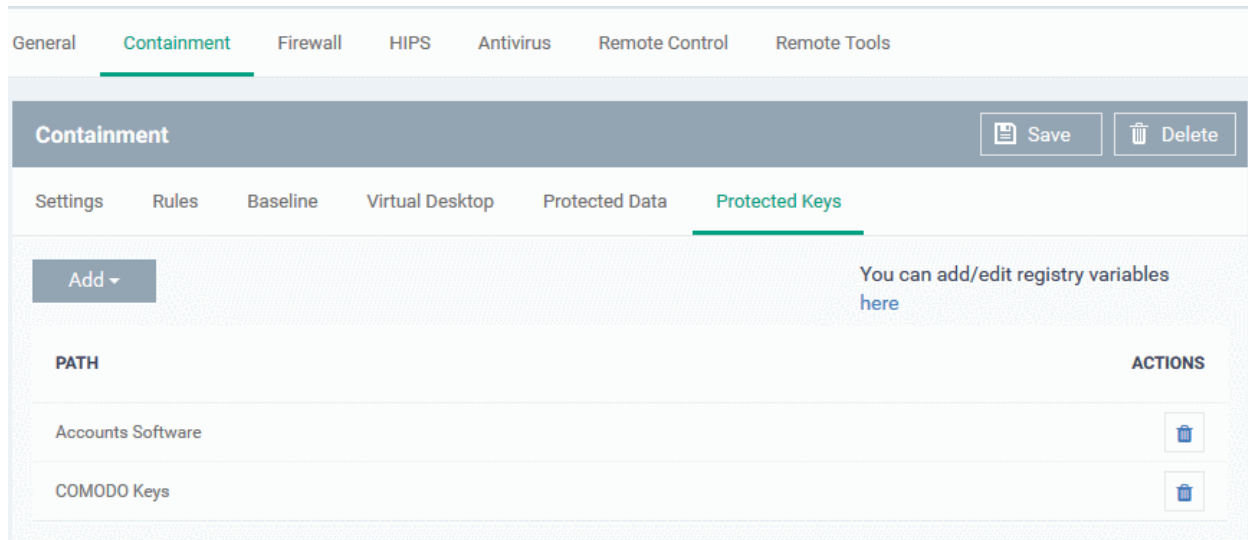 General Containment Firewall HIPS Antivirus Remote Control Remote Tools
Containment Save Delete
Settings Rules Baseline Virtual Desktop Protected Data Protected Keys
Add You can add/edit registry variables
here
PATH ACTIONS
Accounts Software
COMODO Keys